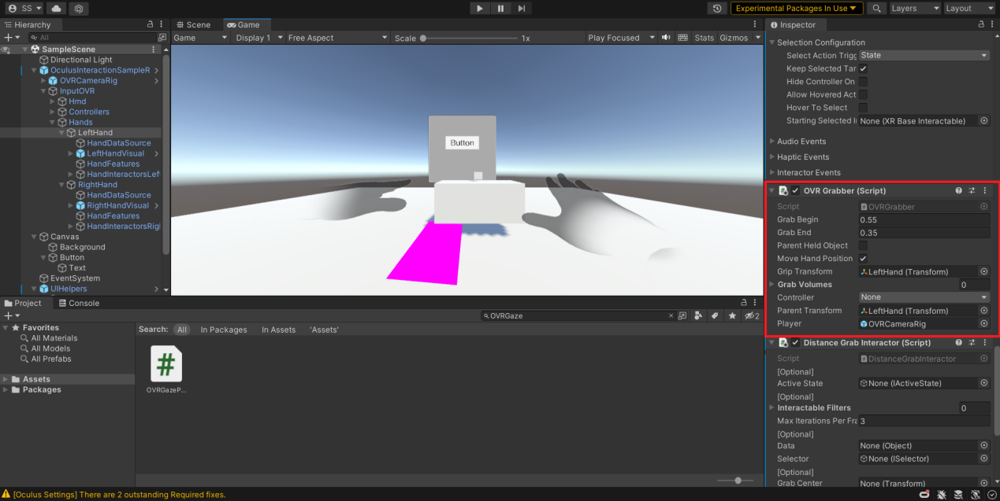 SS
Experimental Packages In Use
Layers
Layout
Hierarchy
All
SampleScene
Directional Light
OculusInteractionSampleR
OVRCameraRig
InputOVR
Hmd
Controllers
Hands
LeftHand
HandDataSource
LeftHandVisual
HandFeatures
HandInteractorsLeft
RightHand
HandDataSource
RightHandVisual
HandFeatures
HandInteractorsRigh
Canvas
Background
Button
Text
EventSystem
UIHelpers
Scene Game
Game Display 1 Free Aspect Scale 1x Play Focused Stats Gizmos
Button
Project Console
OVRGaze
2
Favorites
All Materials
All Models
All Prefabs
Assets
Packages
Search: All In Packages In Assets 'Assets'
#
OVRGazeP...
Inspector
Selection Configuration
Select Action Trigg State
Keep Selected Tar
Hide Controller On
Allow Hovered Act
Hover To Select
Starting Selected I None (XR Base Interactable)
Audio Events
Haptic Events
Interactor Events
# OVR Grabber (Script)
Script OVRGrabber
Grab Begin 0.55
Grab End 0.35
Parent Held Object
Move Hand Position
Grip Transform LeftHand (Transform)
Grab Volumes 0
Controller None
Parent Transform LeftHand (Transform)
Player OVRCameraRig
# Distance Grab Interactor (Script)
Script DistanceGrabInteractor
[Optional]
Active State None (IActiveState)
[Optional]
Interactable Filters 0
Max Iterations Per Fra 3
[Optional]
Data None (Object)
Selector None (ISelector)
[Optional]
Grab Center None (Transform)
[Oculus Settings] There are 2 outstanding Required fixes.